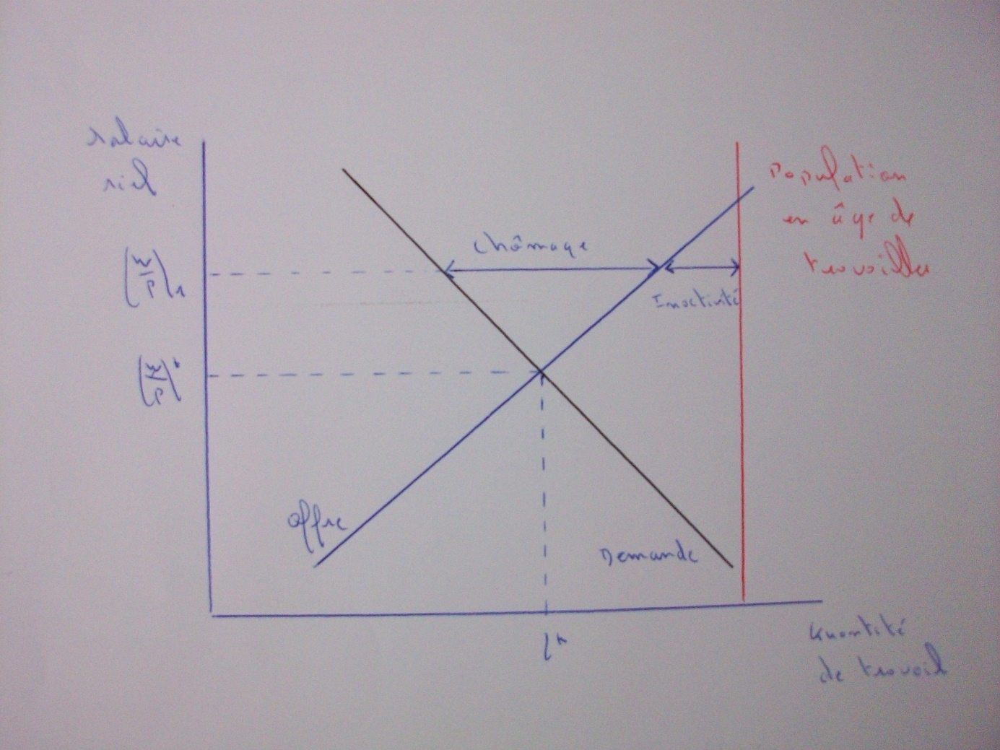 salaire
réel
Population
en âge de
travailler
Chômage
(W/P)1
Inactivité
(W/P)*
Offre
Demande
L*
Quantité
de travail